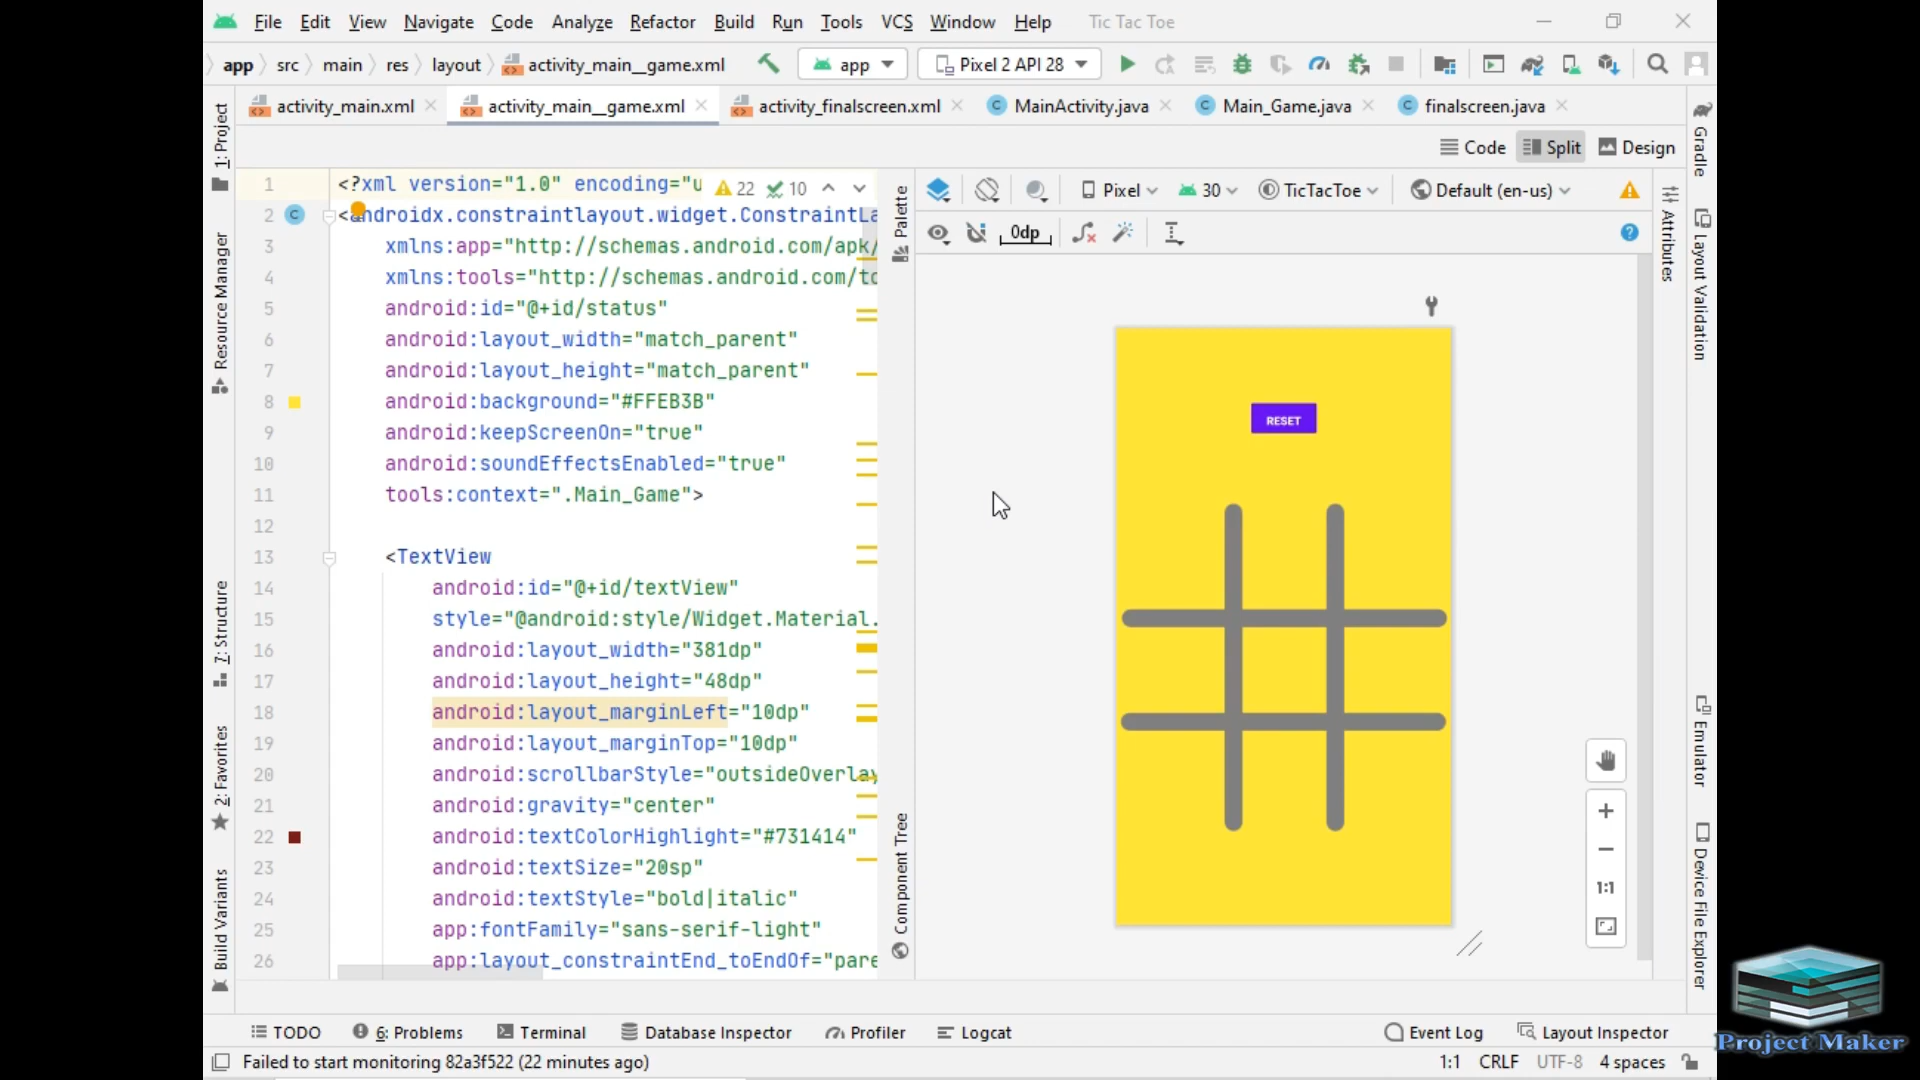 File Edit View Navigate Code Analyze Refactor Build Run Tools VCS Window Help Tic Tac Toe
app src main res layout activity_main__game.xml app Pixel 2 API 28
activity_main.xml activity_main__game.xml activity_finalscreen.xml MainActivity.java Main_Game.java finalscreen.java
Code Split Design
1 <?xml version="1.0" encoding="u 22 10
2 <androidx.constraintlayout.widget.ConstraintLa
3 xmlns:app="http://schemas.android.com/apk/
4 xmlns:tools="http://schemas.android.com/to
5 android:id="@+id/status"
6 android:layout_width="match_parent"
7 android:layout_height="match_parent"
8 android:background="#FFEB3B"
9 android:keepScreenOn="true"
10 android:soundEffectsEnabled="true"
11 tools:context=".Main_Game">
12
13 <TextView
14 android:id="@+id/textView"
15 style="@android:style/Widget.Material.
16 android:layout_width="381dp"
17 android:layout_height="48dp"
18 android:layout_marginLeft="10dp"
19 android:layout_marginTop="10dp"
20 android:scrollbarStyle="outsideOverlay
21 android:gravity="center"
22 android:textColorHighlight="#731414"
23 android:textSize="20sp"
24 android:textStyle="bold|italic"
25 app:fontFamily="sans-serif-light"
26 app:layout_constraintEnd_toEndOf="pare
Pixel 30 TicTacToe Default (en-us)
0dp
RESET
1:1
1: Project
Resource Manager
7: Structure
2: Favorites
Build Variants
Palette
Component Tree
Attributes
Gradle
Layout Validation
Emulator
Device File Explorer
TODO 6: Problems Terminal Database Inspector Profiler Logcat Event Log Layout Inspector
Failed to start monitoring 82a3f522 (22 minutes ago) 1:1 CRLF UTF-8 4 spaces
Project Maker